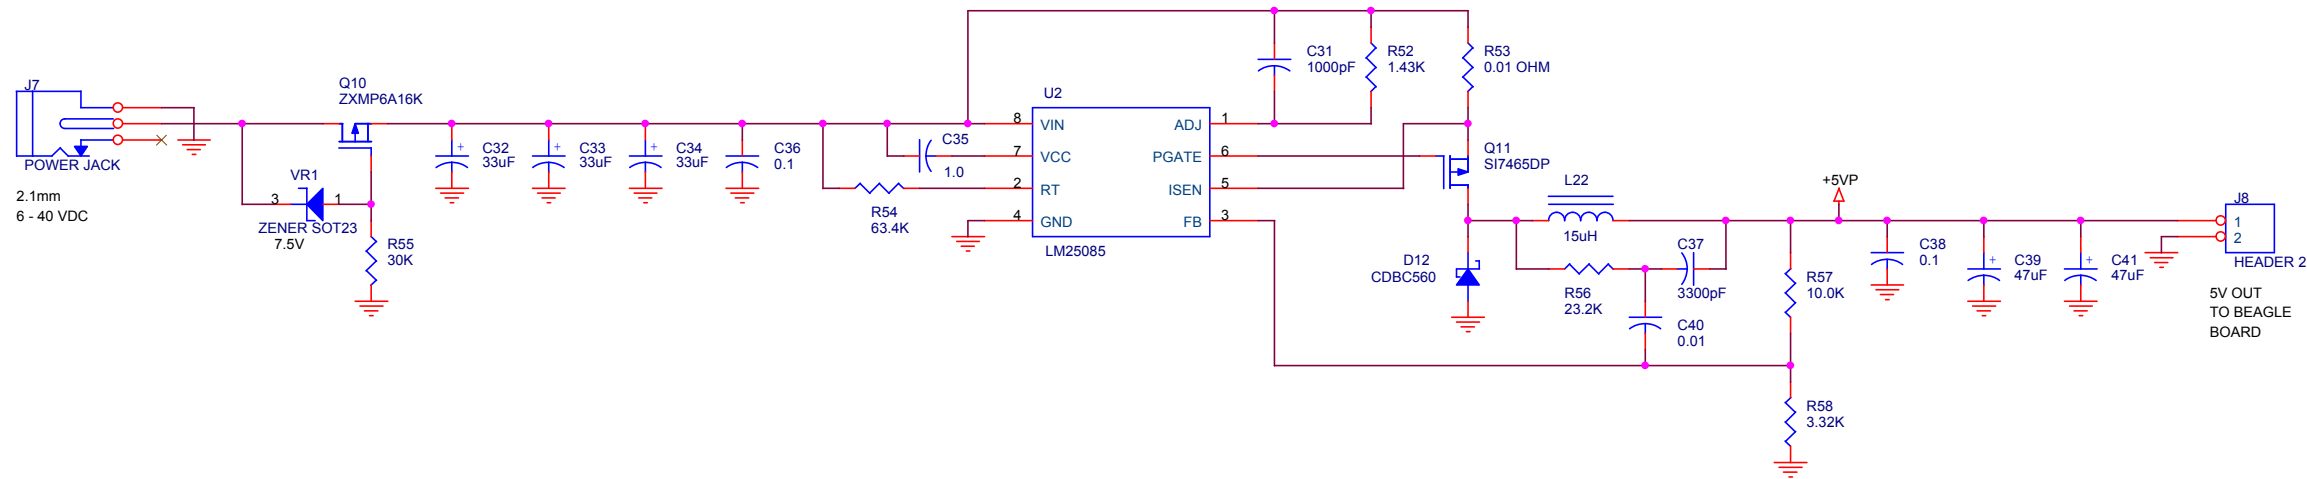 J7
POWER JACK
2.1mm
6 - 40 VDC
Q10
ZXMP6A16K
VR1
3
1
ZENER SOT23
7.5V
R55
30K
C32
33uF
C33
33uF
C34
33uF
C36
0.1
C35
1.0
R54
63.4K
U2
8
VIN
7
VCC
2
RT
4
GND
ADJ
1
PGATE
6
ISEN
5
FB
3
LM25085
C31
1000pF
R52
1.43K
R53
0.01 OHM
Q11
SI7465DP
D12
CDBC560
L22
15uH
R56
23.2K
C37
3300pF
C40
0.01
R57
10.0K
R58
3.32K
+5VP
C38
0.1
C39
47uF
C41
47uF
J8
1
2
HEADER 2
5V OUT
TO BEAGLE
BOARD
+
+
+
+
+